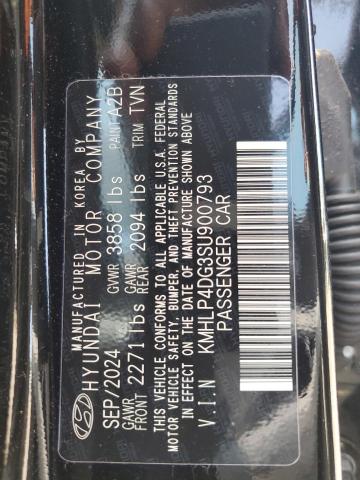 MANUFACTURED IN KOREA BY
HYUNDAI MOTOR COMPANY
SEP/2024 GVWR 3858 lbs PAINT A2B
GAWR FRONT 2271 lbs GAWR REAR 2094 lbs TRIM TVN
THIS VEHICLE CONFORMS TO ALL APPLICABLE U.S.A. FEDERAL
MOTOR VEHICLE SAFETY, BUMPER, AND THEFT PREVENTION STANDARDS
IN EFFECT ON THE DATE OF MANUFACTURE SHOWN ABOVE
V.I.N KMHLP4DG3SU900793
PASSENGER CAR